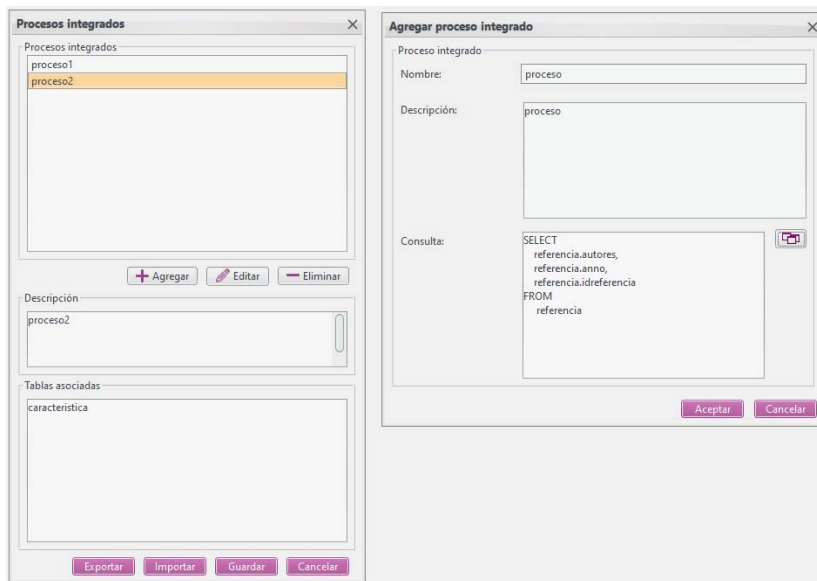 Procesos integrados
Procesos integrados
proceso1
proceso2
Agregar
Editar
Eliminar
Descripción
proceso2
Tablas asociadas
caracteristica
Exportar
Importar
Guardar
Cancelar
Agregar proceso integrado
Proceso integrado
Nombre:
proceso
Descripción:
proceso
Consulta:
SELECT
referencia.autores,
referencia.anno,
referencia.idreferencia
FROM
referencia
Aceptar
Cancelar